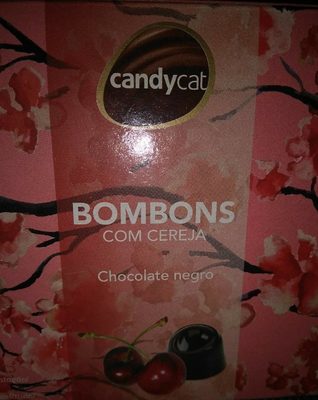 candycat
BOMBONS
COM CEREJA
Chocolate negro